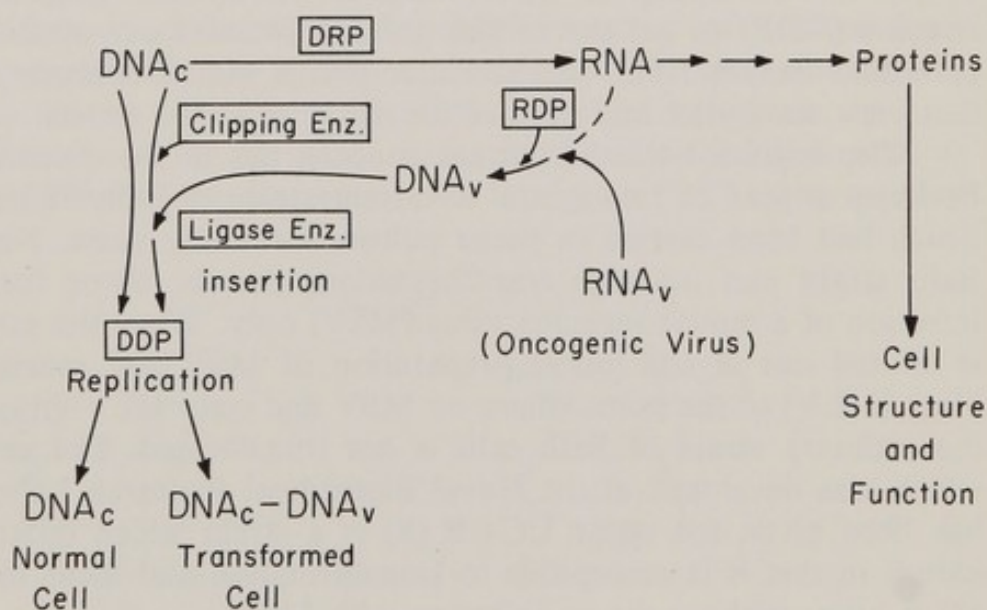 DRP
DNAc RNA Proteins
RDP
Clipping Enz.
DNAv
Ligase Enz.
insertion
RNAv
DDP
(Oncogenic Virus)
Replication
Cell
Structure
and
Function
DNAc DNAc-DNAv
Normal Transformed
Cell Cell